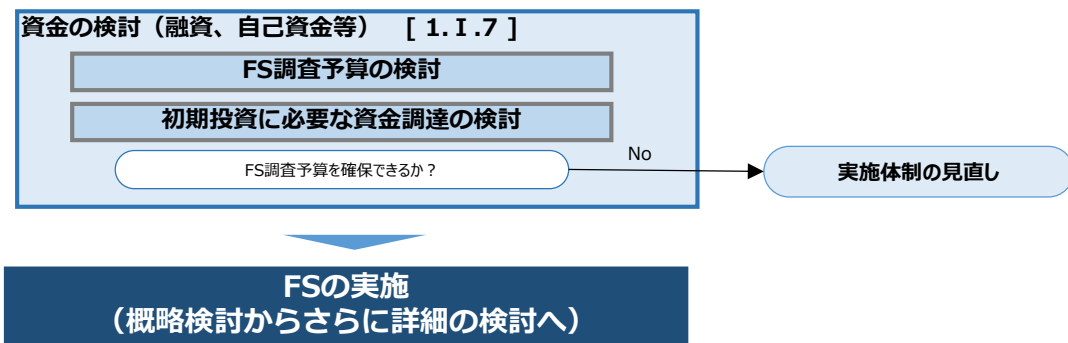 資金の検討（融資、自己資金等） [ 1.Ⅰ.7 ]
FS調査予算の検討
初期投資に必要な資金調達の検討
FS調査予算を確保できるか？
No
実施体制の見直し
FSの実施
（概略検討からさらに詳細の検討へ）